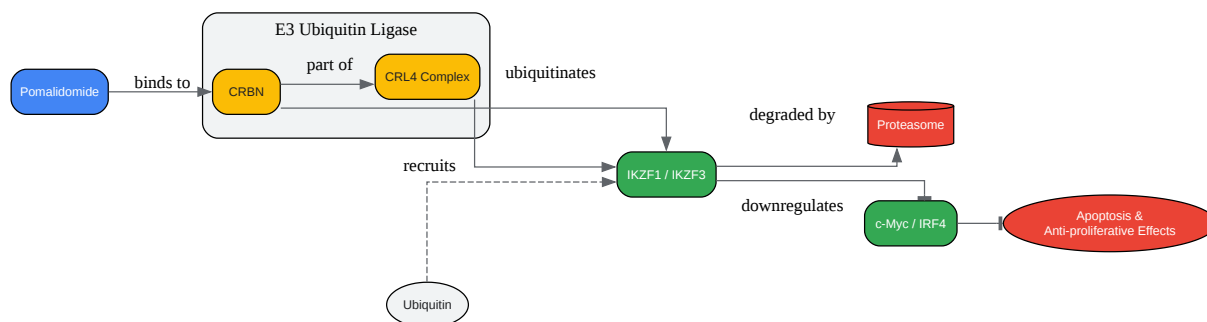 E3 Ubiquitin Ligase
Pomalidomide
binds to
CRBN
part of
CRL4 Complex
ubiquitinates
recruits
IKZF1 / IKZF3
degraded by
Proteasome
downregulates
c-Myc / IRF4
Apoptosis &
Anti-proliferative Effects
Ubiquitin